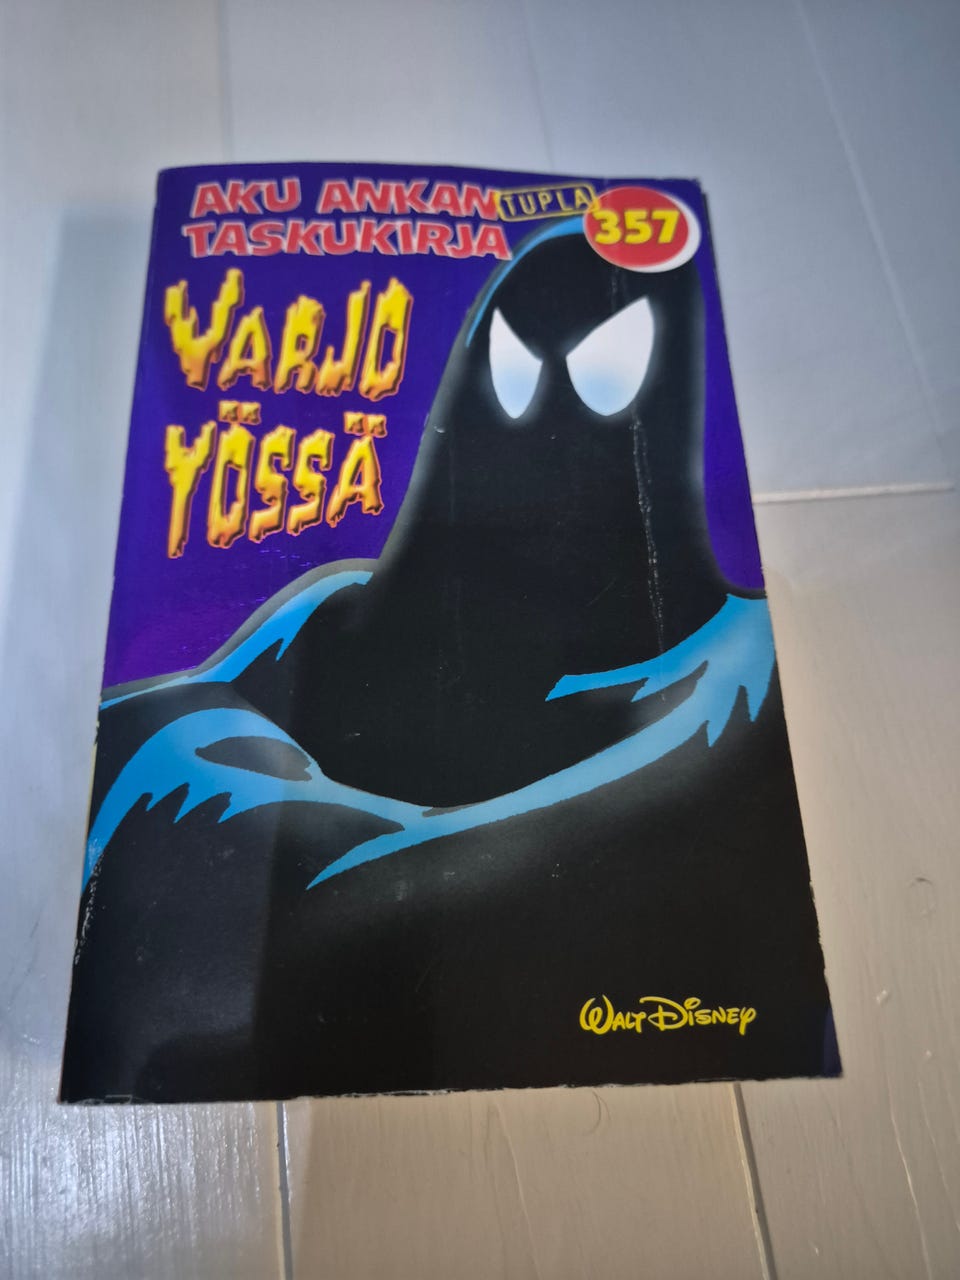 AKU ANKAN TUPLA
TASKUKIRJA
357
VARJO
YÖSSÄ
WALT DISNEY